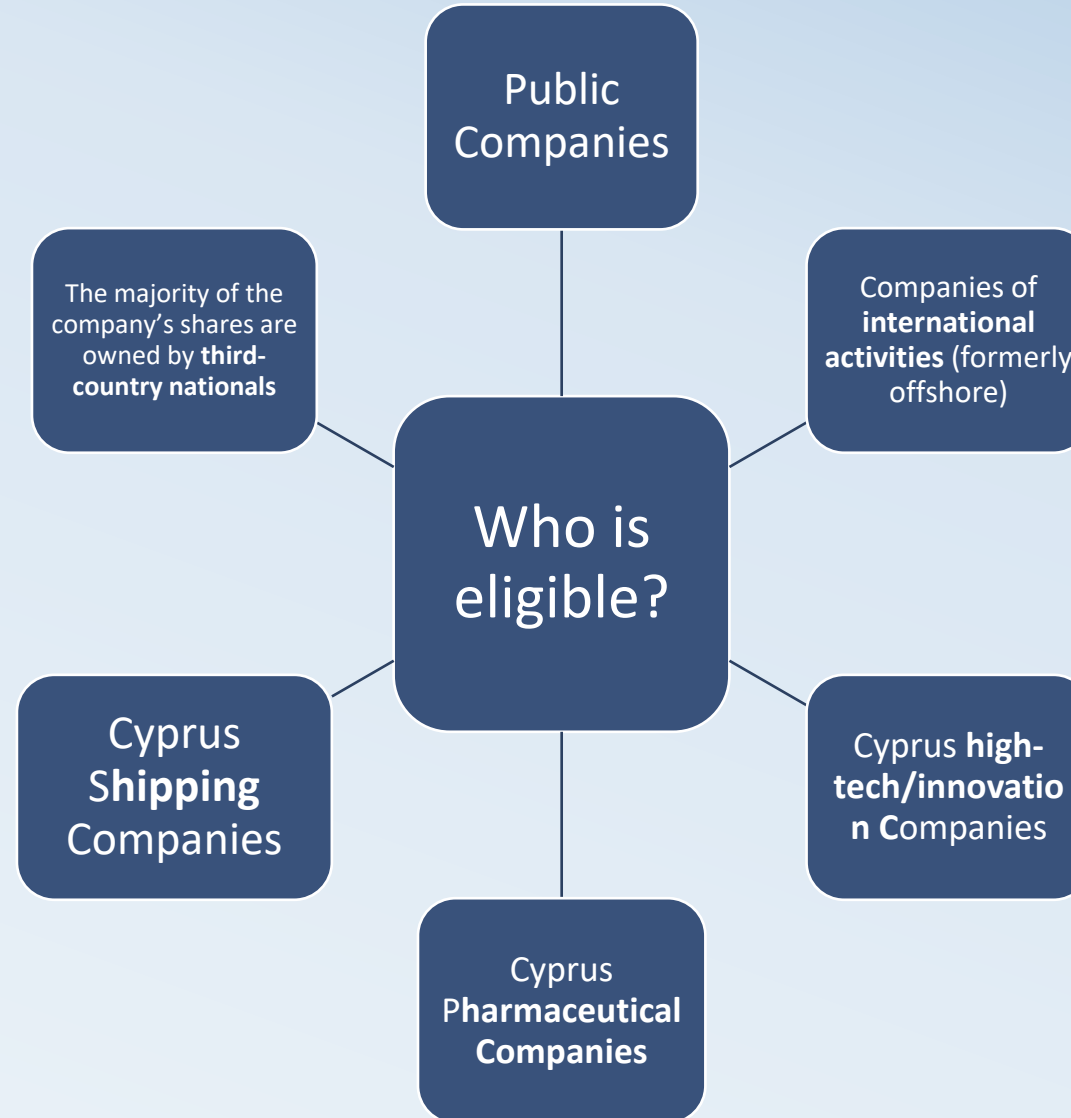 Public
Companies
The majority of the
company’s shares are
owned by third-
country nationals
Companies of
international
activities (formerly
offshore)
Who is
eligible?
Cyprus
Shipping
Companies
Cyprus high-
tech/innovatio
n Companies
Cyprus
Pharmaceutical
Companies